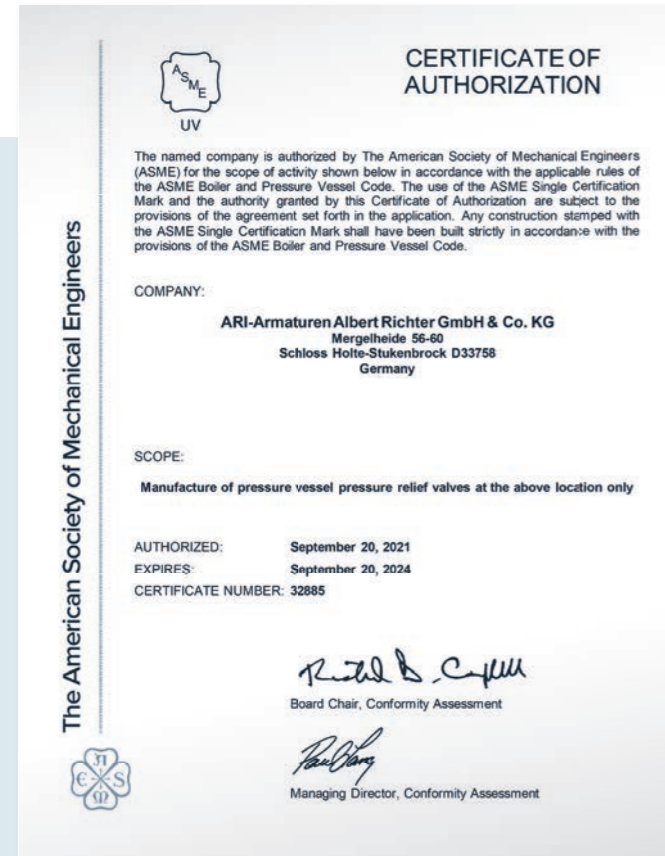 The American Society of Mechanical Engineers
ASME
UV
CERTIFICATE OF
AUTHORIZATION
The named company is authorized by The American Society of Mechanical Engineers
(ASME) for the scope of activity shown below in accordance with the applicable rules of
the ASME Boiler and Pressure Vessel Code. The use of the ASME Single Certification
Mark and the authority granted by this Certificate of Authorization are subject to the
provisions of the agreement set forth in the application. Any construction stamped with
the ASME Single Certification Mark shall have been built strictly in accordance with the
provisions of the ASME Boiler and Pressure Vessel Code.
COMPANY:
ARI-Armaturen Albert Richter GmbH & Co. KG
Mergelheide 56-60
Schloss Holte-Stukenbrock D33758
Germany
SCOPE:
Manufacture of pressure vessel pressure relief valves at the above location only
AUTHORIZED: September 20, 2021
EXPIRES: September 20, 2024
CERTIFICATE NUMBER: 32885
Board Chair, Conformity Assessment
Managing Director, Conformity Assessment